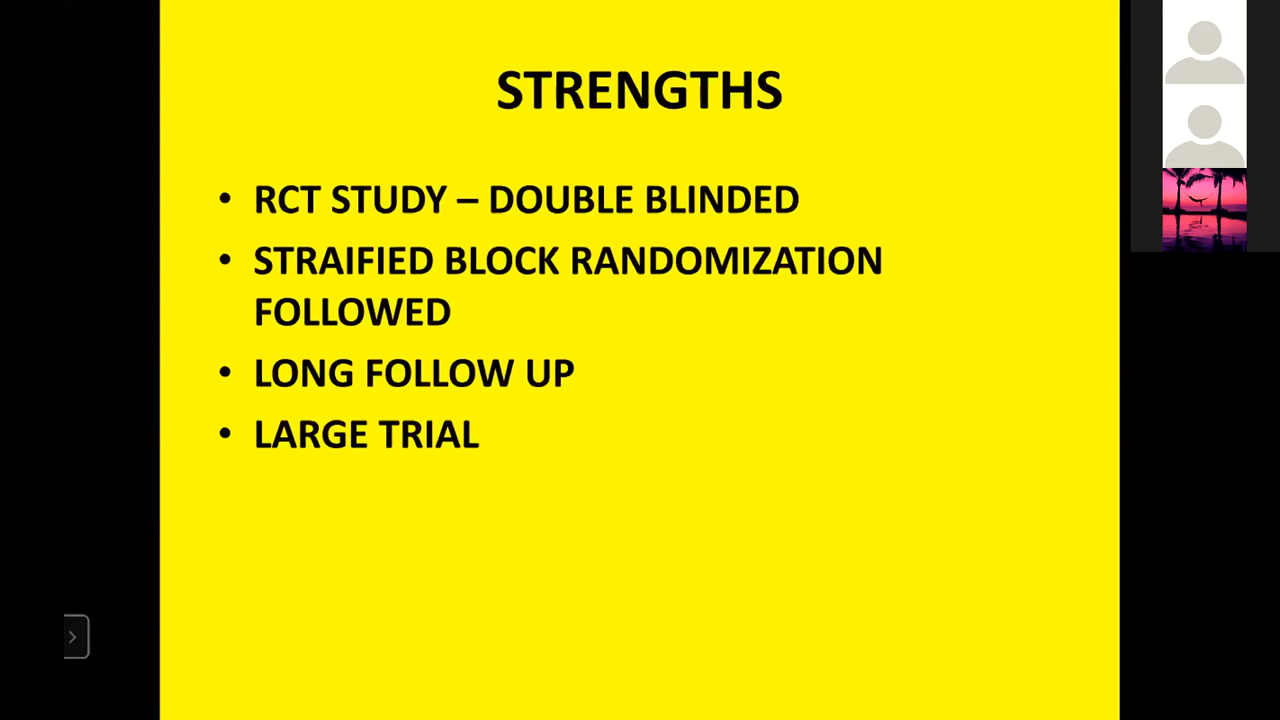 STRENGTHS
• RCT STUDY – DOUBLE BLINDED
• STRAIFIED BLOCK RANDOMIZATION
FOLLOWED
• LONG FOLLOW UP
• LARGE TRIAL